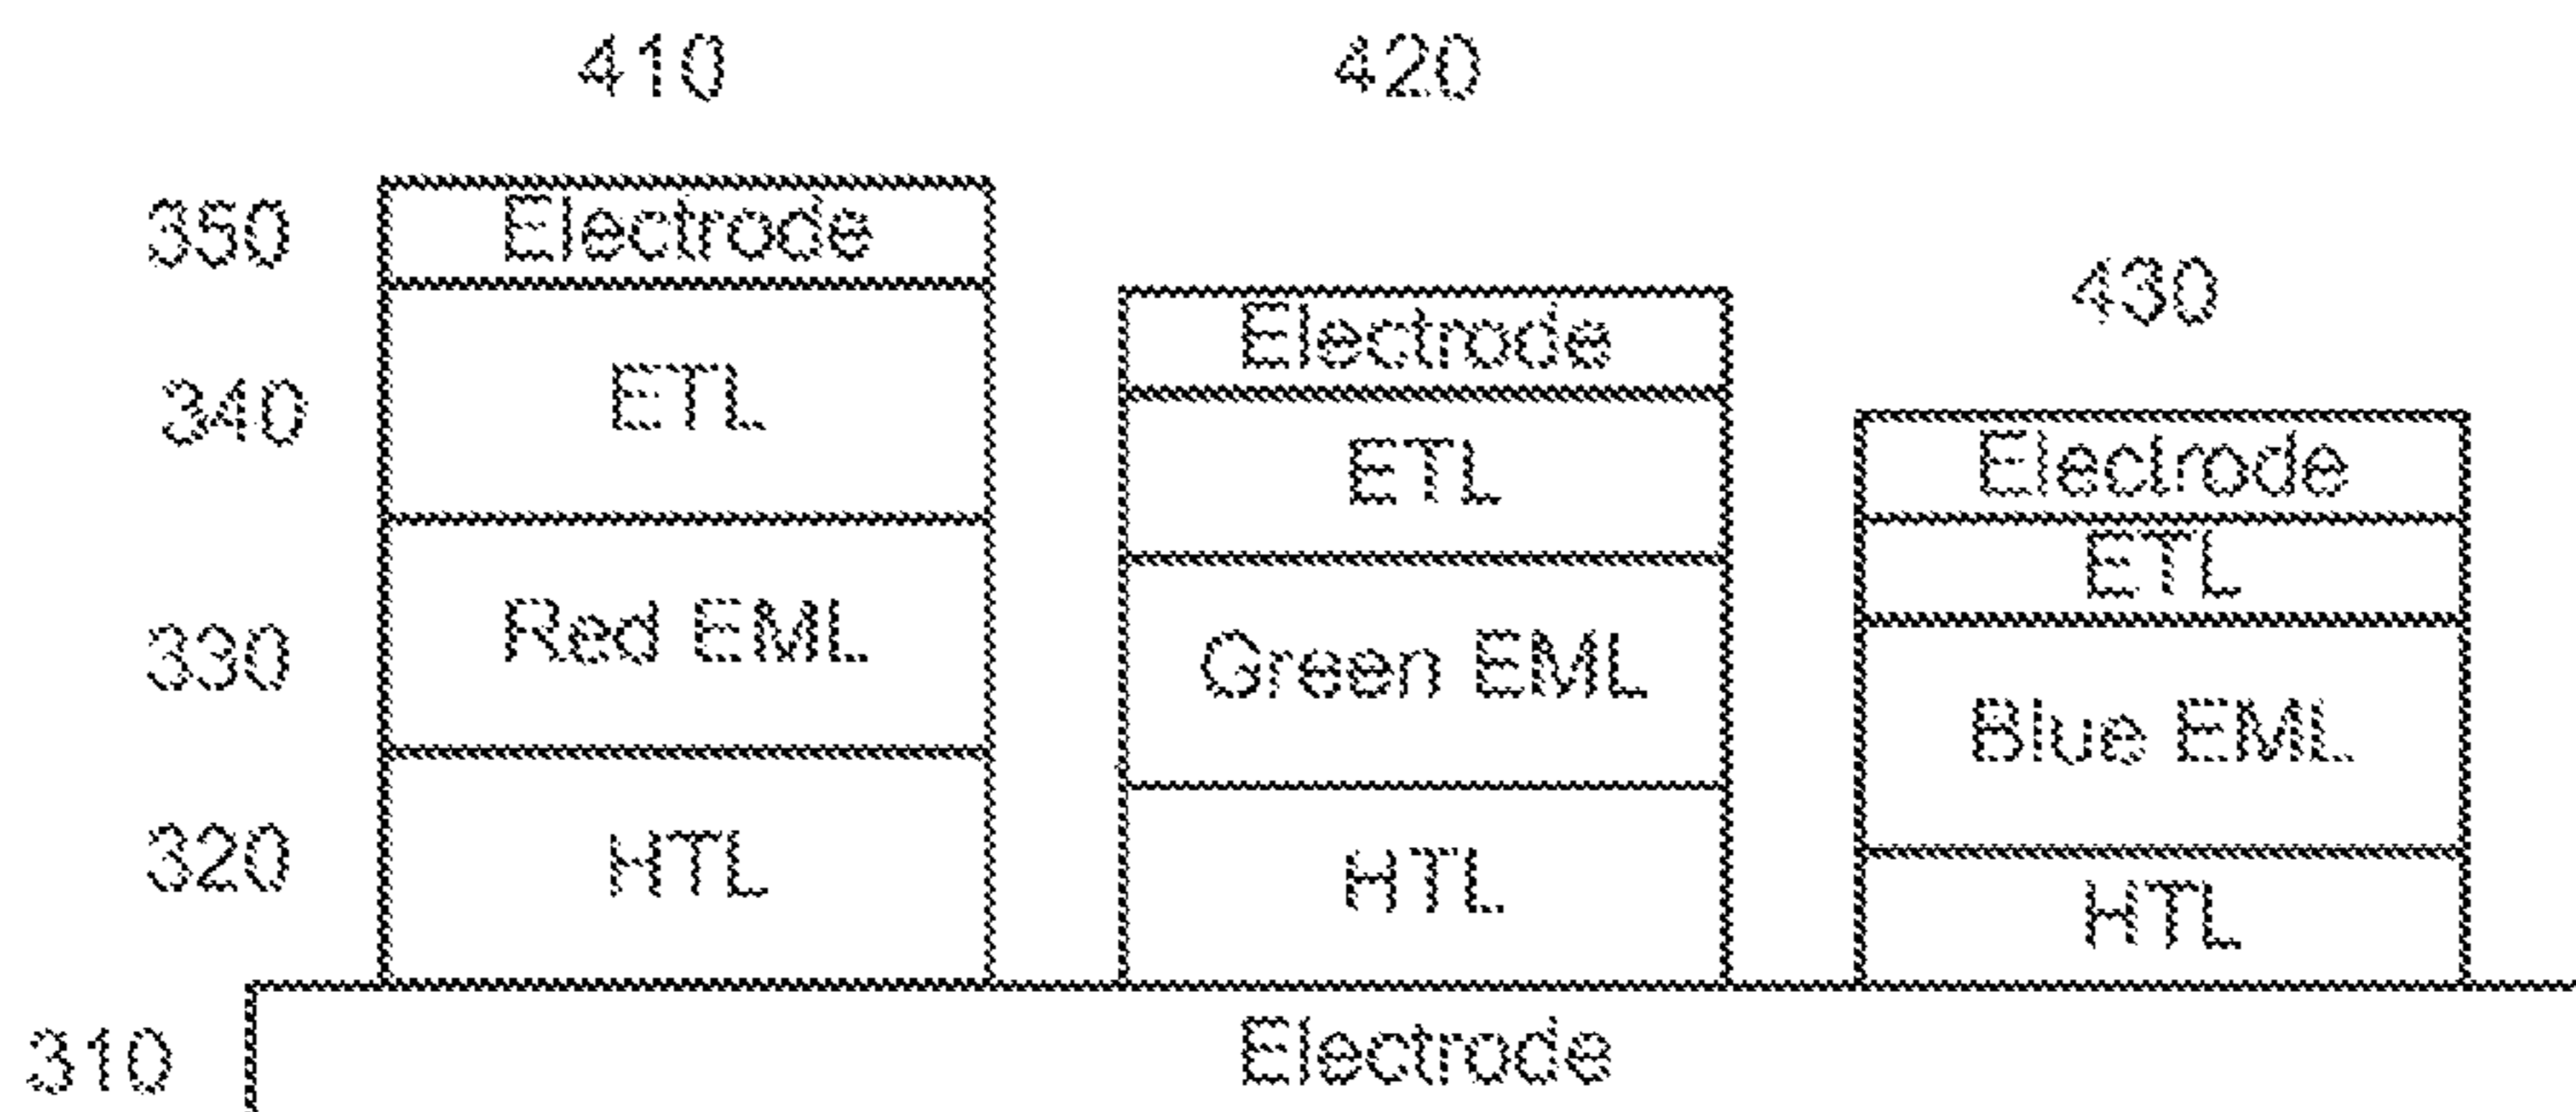 410 420
350 Electrode
430
Electrode
340 ETL
ETL
Electrode
ETL
330 Red EML
Green EML
Blue EML
320 HTL
HTL
HTL
310 Electrode